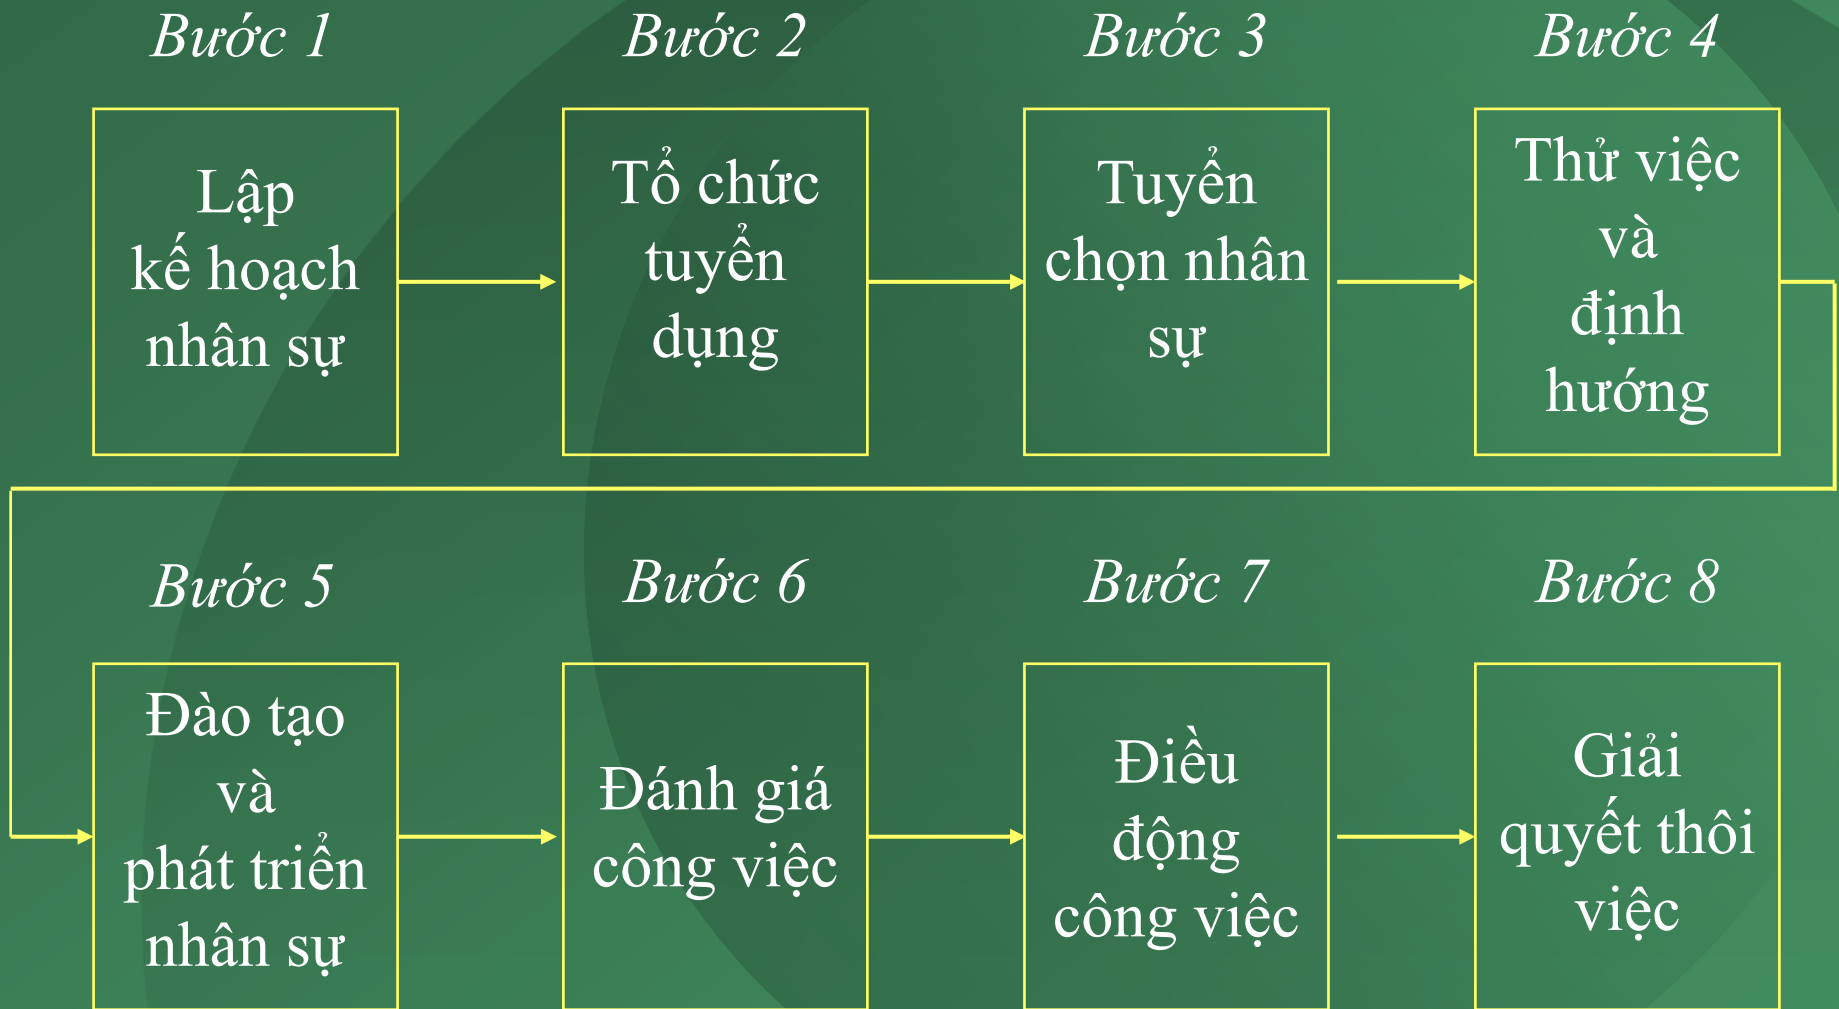 Bước 1
Bước 2
Bước 3
Bước 4
Lập
kế hoạch
nhân sự
Tổ chức
tuyển
dụng
Tuyển
chọn nhân
sự
Thử việc
và
định
hướng
Bước 5
Bước 6
Bước 7
Bước 8
Đào tạo
và
phát triển
nhân sự
Đánh giá
công việc
Điều
động
công việc
Giải
quyết thôi
việc